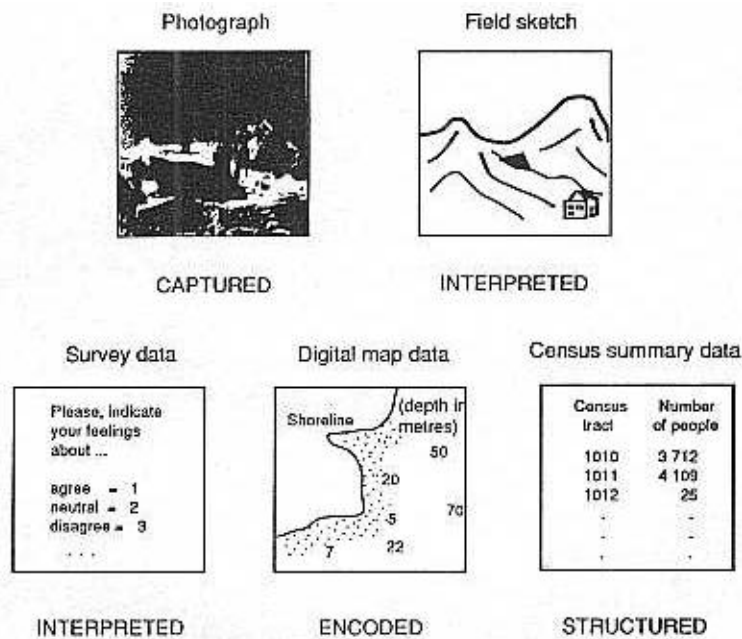 Photograph
Field sketch
CAPTURED
INTERPRETED
Survey data
Digital map data
Census summary data
Please, indicate
your feelings
about ...
agree = 1
neutral = 2
disagree = 3
. . .
Shoreline
(depth in
metres)
50
20
5
70
22
7
Census Number
tract of people
1010 3 712
1011 4 109
1012 25
- -
- -
- -
INTERPRETED
ENCODED
STRUCTURED